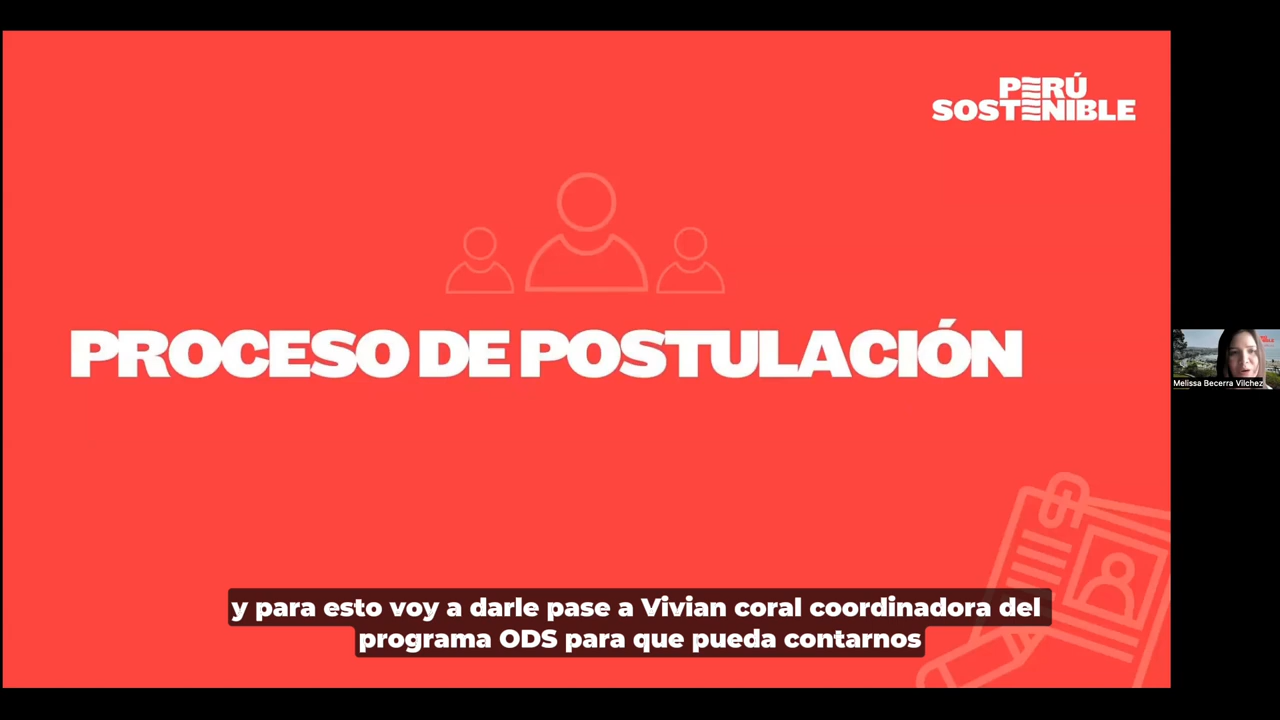 PERÚ
SOSTENIBLE
PROCESO DE POSTULACIÓN
Melissa Becerra Vilchez
y para esto voy a darle pase a Vivian coral coordinadora del
programa ODS para que pueda contarnos